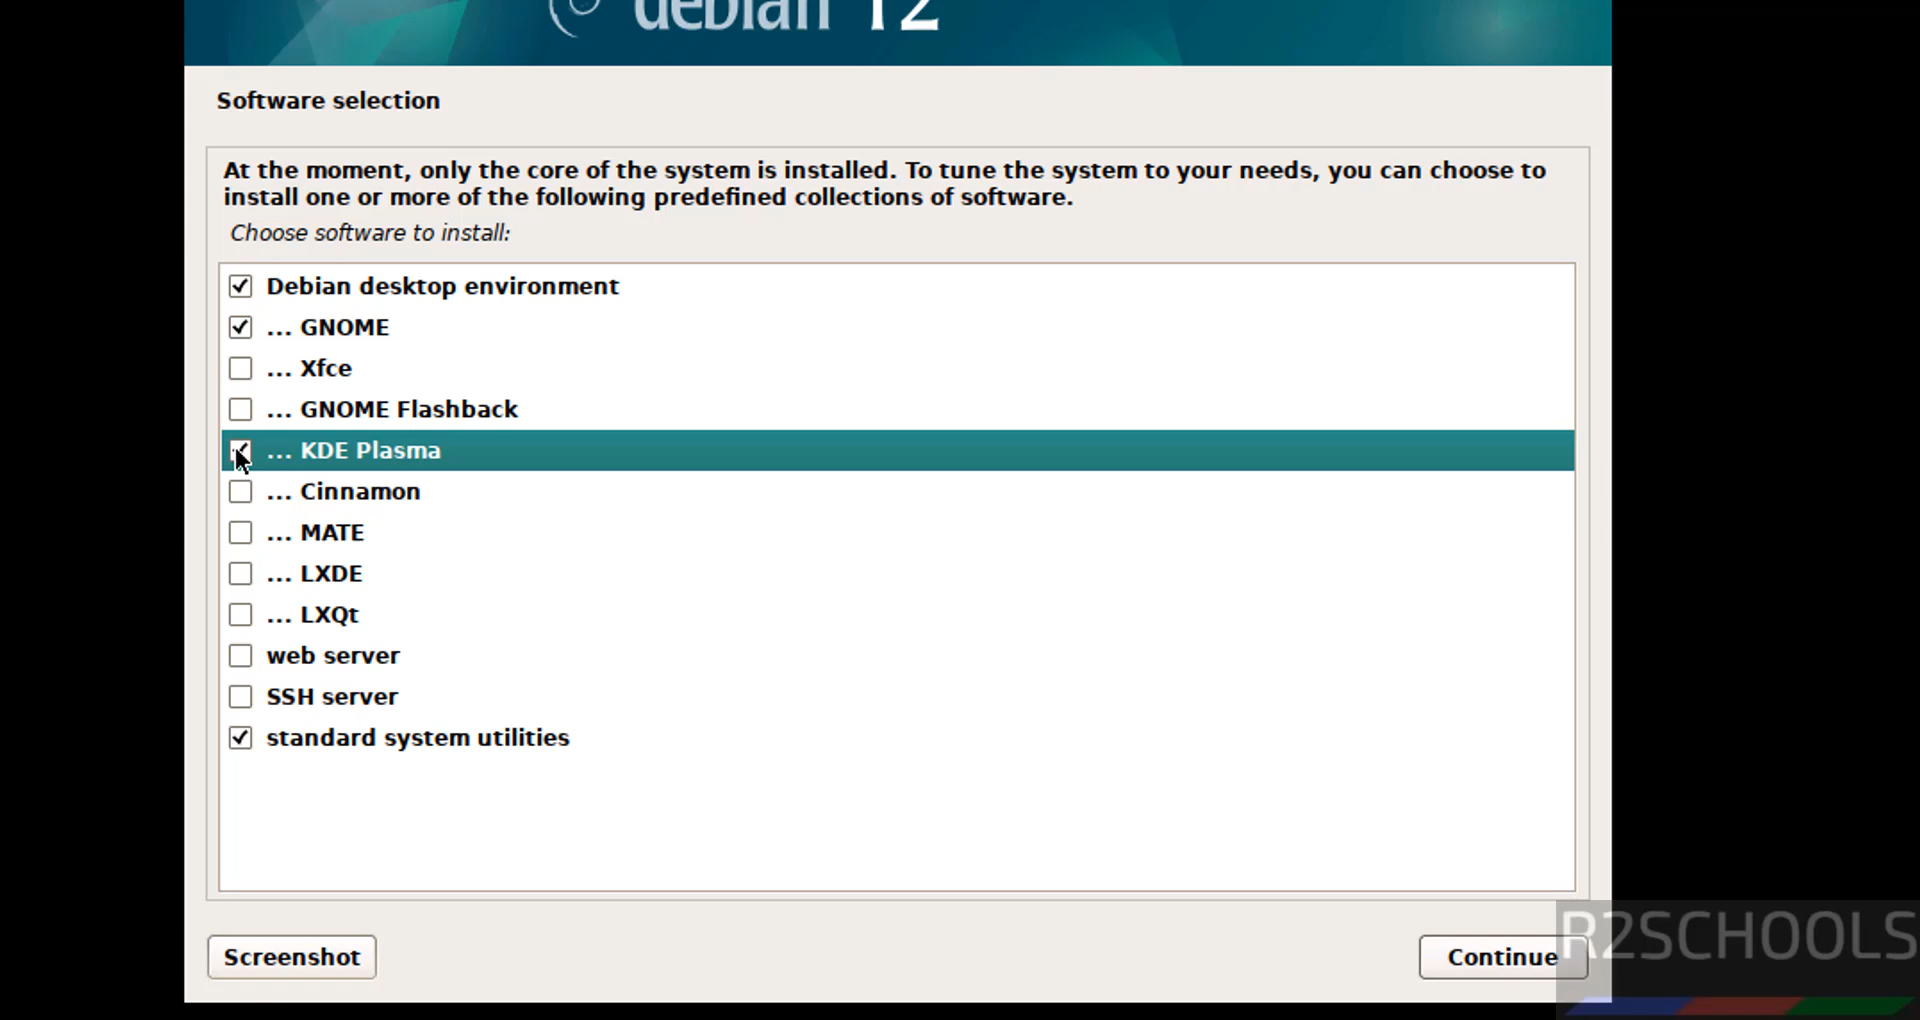 debian 12
Software selection
At the moment, only the core of the system is installed. To tune the system to your needs, you can choose to
install one or more of the following predefined collections of software.
Choose software to install:
Debian desktop environment
... GNOME
... Xfce
... GNOME Flashback
... KDE Plasma
... Cinnamon
... MATE
... LXDE
... LXQt
web server
SSH server
standard system utilities
Screenshot
Continue
R2SCHOOLS